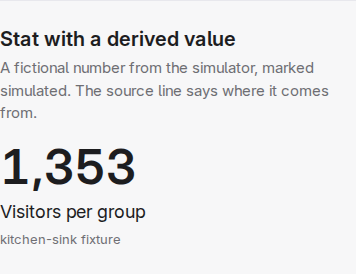 Stat with a derived value
A fictional number from the simulator, marked
simulated. The source line says where it comes
from.
1,353
Visitors per group
kitchen-sink fixture